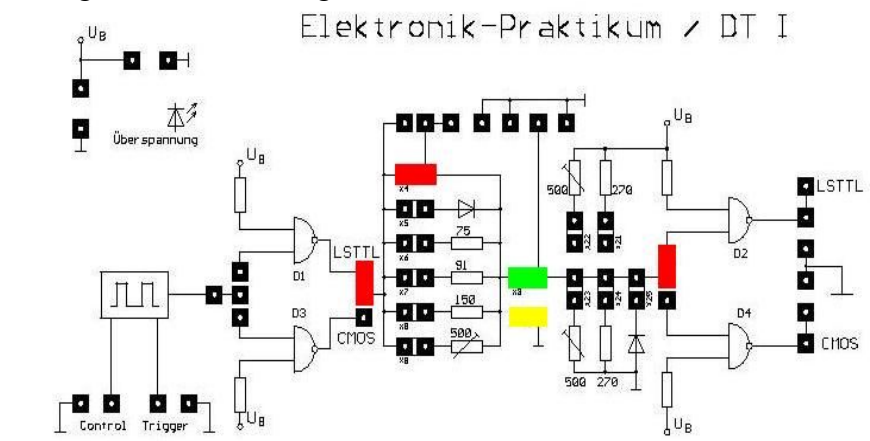 Elektronik-Praktikum / DT I
UB
Überspannung
UB
UB
x4
500
270
LSTTL
x5
x22
x21
75
x6
D1
LSTTL
D2
91
x7
x3
x23
x24
x25
150
x8
D3
D4
CMOS
500
CMOS
500
270
Control
Trigger
UB
UB